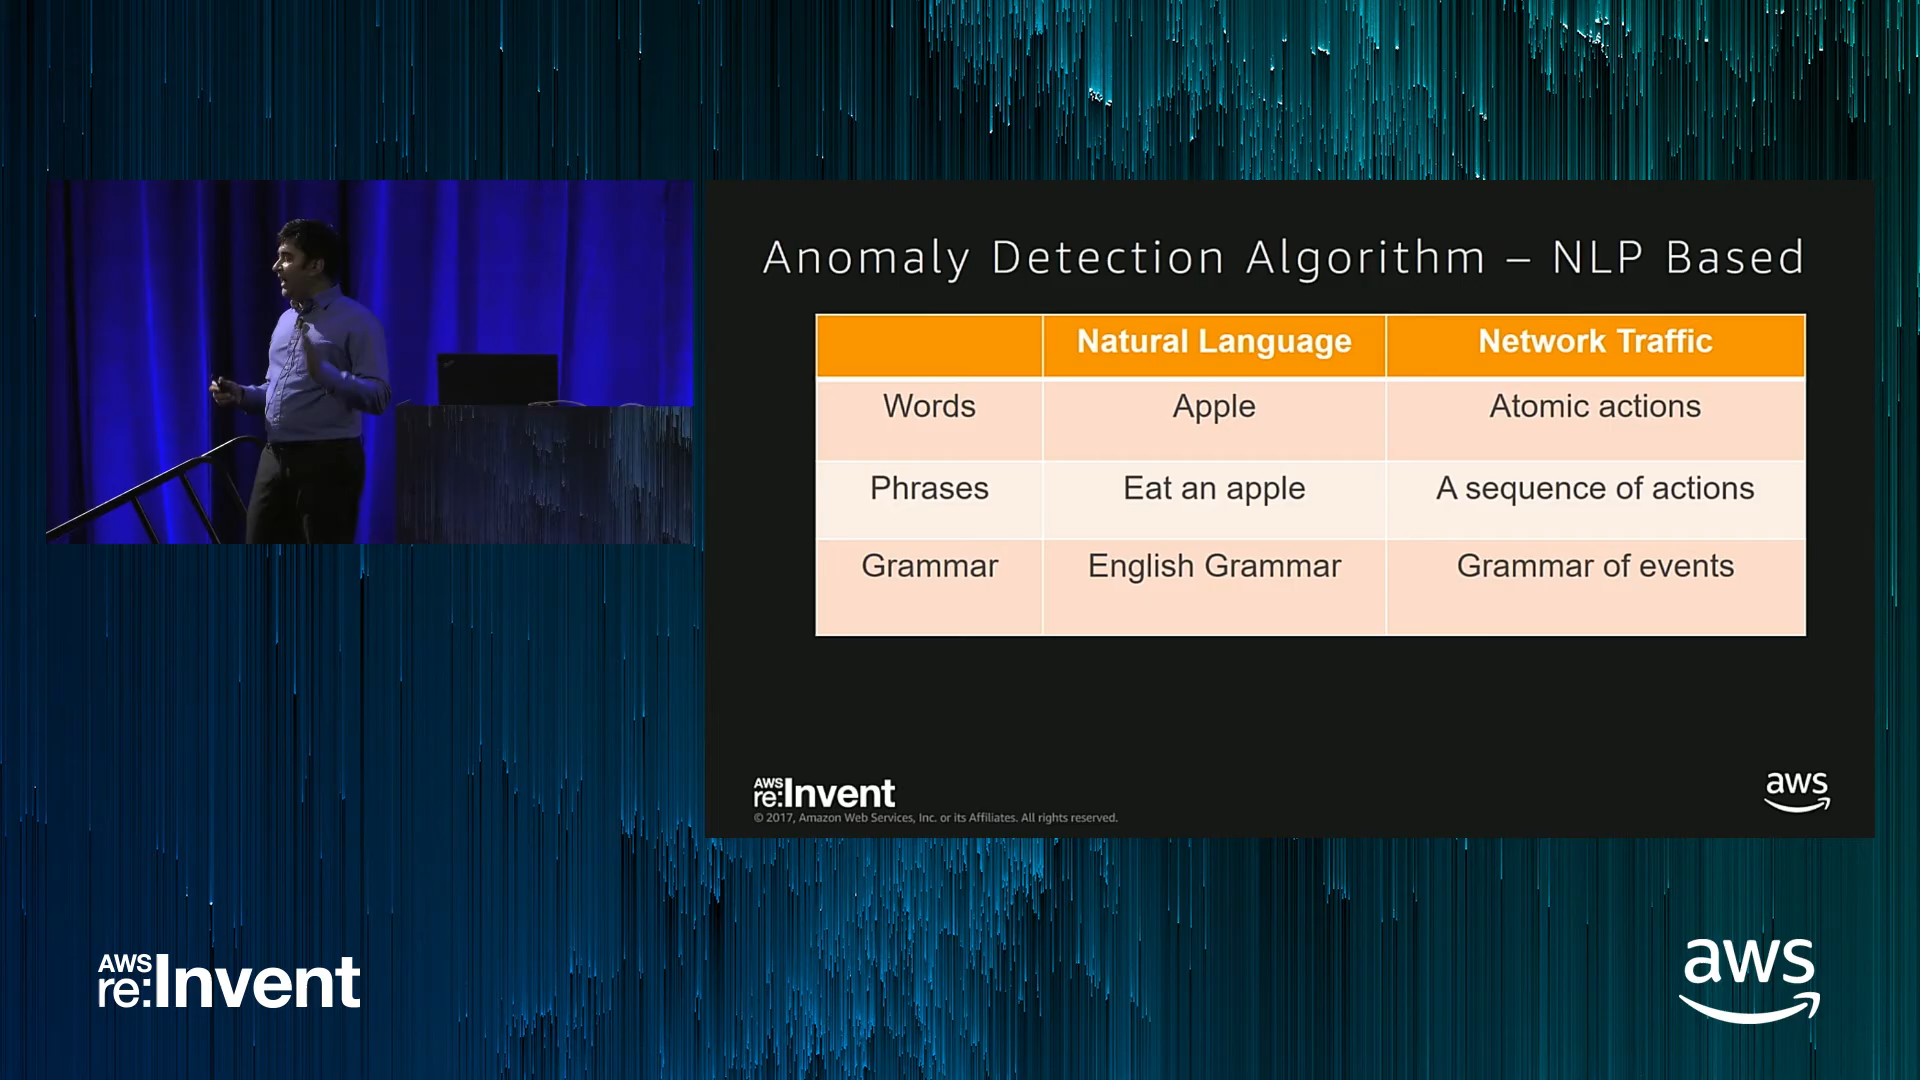 Anomaly Detection Algorithm – NLP Based
Natural Language Network Traffic
Words Apple Atomic actions
Phrases Eat an apple A sequence of actions
Grammar English Grammar Grammar of events
AWS
re:Invent
© 2017, Amazon Web Services, Inc. or its Affiliates. All rights reserved.
aws
AWS
re:Invent
aws